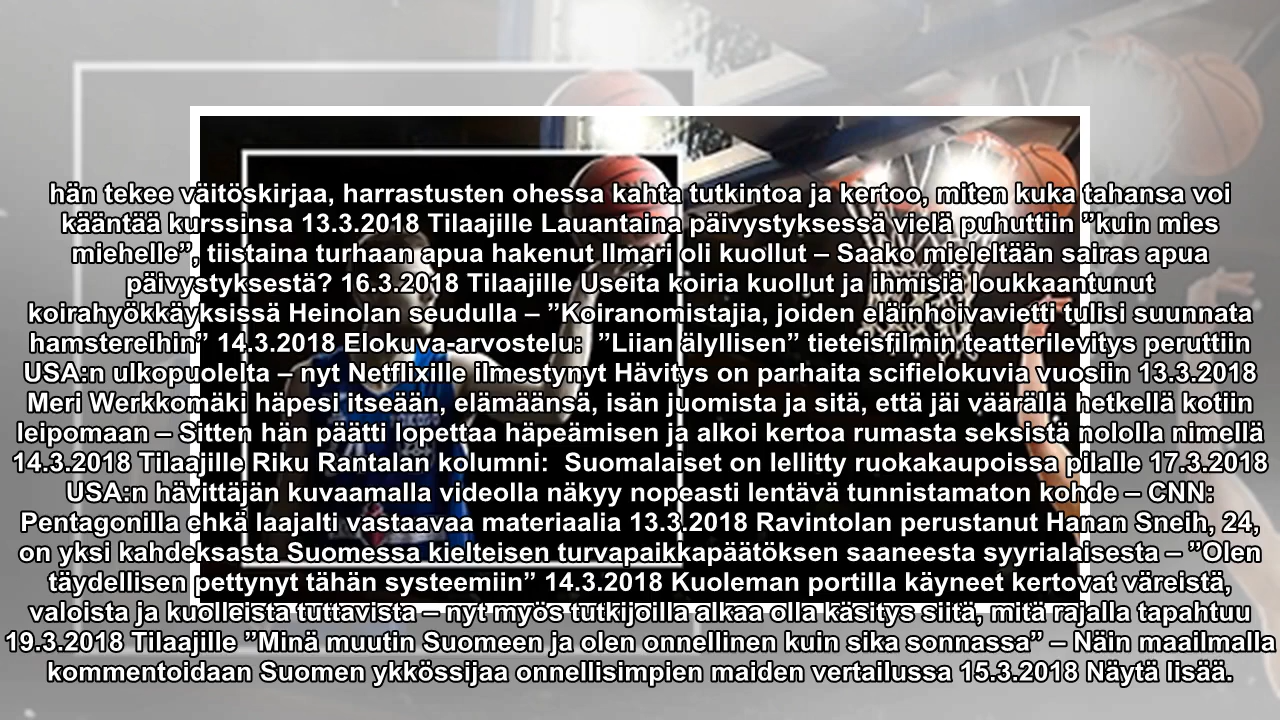 hän tekee väitöskirjaa, harrastusten ohessa kahta tutkintoa ja kertoo, miten kuka tahansa voi
kääntää kurssinsa 13.3.2018 Tilaajille Lauantaina päivystyksessä vielä puhuttiin ”kuin mies
miehelle”, tiistaina turhaan apua hakenut Ilmari oli kuollut – Saako mieleltään sairas apua
päivystyksestä? 16.3.2018 Tilaajille Useita koiria kuollut ja ihmisiä loukkaantunut
koirahyökkäyksissä Heinolan seudulla – ”Koiranomistajia, joiden eläinhoivavietti tulisi suunnata
hamstereihin” 14.3.2018 Elokuva-arvostelu: ”Liian älyllisen” tieteisfilmin teatterilevitys peruttiin
USA:n ulkopuolelta – nyt Netflixille ilmestynyt Hävitys on parhaita scifielokuvia vuosiin 13.3.2018
Meri Werkkomäki häpesi itseään, elämäänsä, isän juomista ja sitä, että jäi väärällä hetkellä kotiin
leipomaan – Sitten hän päätti lopettaa häpeämisen ja alkoi kertoa rumasta seksistä nololla nimellä
14.3.2018 Tilaajille Riku Rantalan kolumni: Suomalaiset on lellitty ruokakaupoissa pilalle 17.3.2018
USA:n hävittäjän kuvaamalla videolla näkyy nopeasti lentävä tunnistamaton kohde – CNN:
Pentagonilla ehkä laajalti vastaavaa materiaalia 13.3.2018 Ravintolan perustanut Hanan Sneih, 24,
on yksi kahdeksasta Suomessa kielteisen turvapaikkapäätöksen saaneesta syyrialaisesta – ”Olen
täydellisen pettynyt tähän systeemiin” 14.3.2018 Kuoleman portilla käyneet kertovat väreistä,
valoista ja kuolleista tuttavista – nyt myös tutkijoilla alkaa olla käsitys siitä, mitä rajalla tapahtuu
19.3.2018 Tilaajille ”Minä muutin Suomeen ja olen onnellinen kuin sika sonnassa” – Näin maailmalla
kommentoidaan Suomen ykkössijaa onnellisimpien maiden vertailussa 15.3.2018 Näytä lisää.